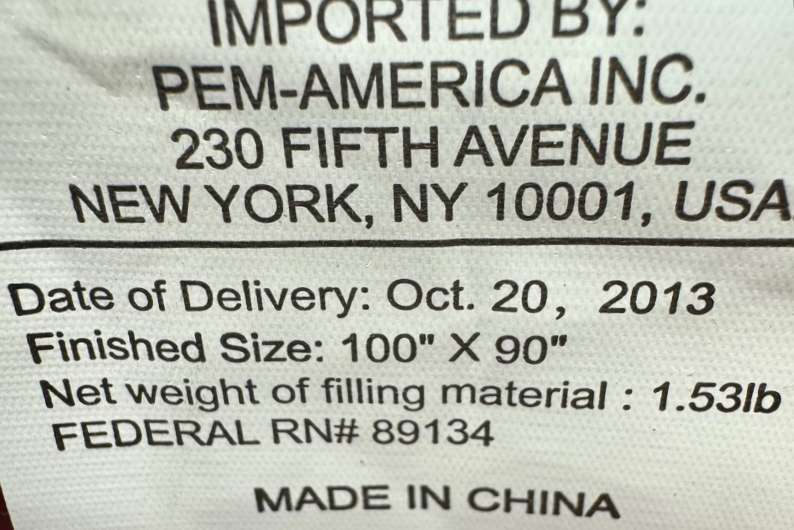 IMPORTED BY:
PEM-AMERICA INC.
230 FIFTH AVENUE
NEW YORK, NY 10001, USA.
Date of Delivery: Oct. 20, 2013
Finished Size: 100" X 90"
Net weight of filling material : 1.53lb
FEDERAL RN# 89134
MADE IN CHINA